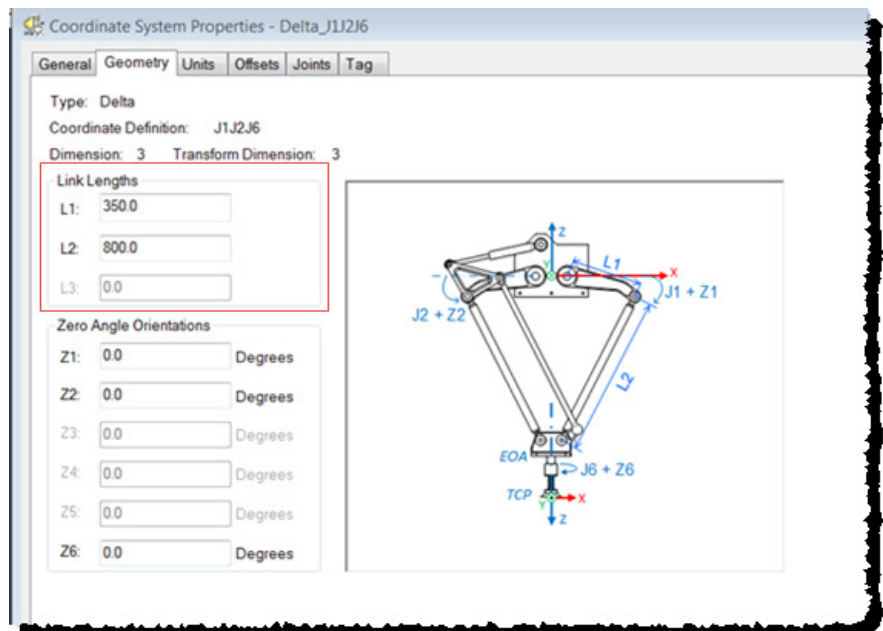 Coordinate System Properties - Delta_J1J2J6
General Geometry Units Offsets Joints Tag
Type: Delta
Coordinate Definition: J1J2J6
Dimension: 3 Transform Dimension: 3
Link Lengths
L1: 350.0
L2: 800.0
L3: 0.0
Zero Angle Orientations
Z1: 0.0 Degrees
Z2: 0.0 Degrees
Z3: 0.0 Degrees
Z4: 0.0 Degrees
Z5: 0.0 Degrees
Z6: 0.0 Degrees
Z
Y
L1
X
J1 + Z1
J2 + Z2
L2
EOA
J6 + Z6
TCP
Y
X
Z